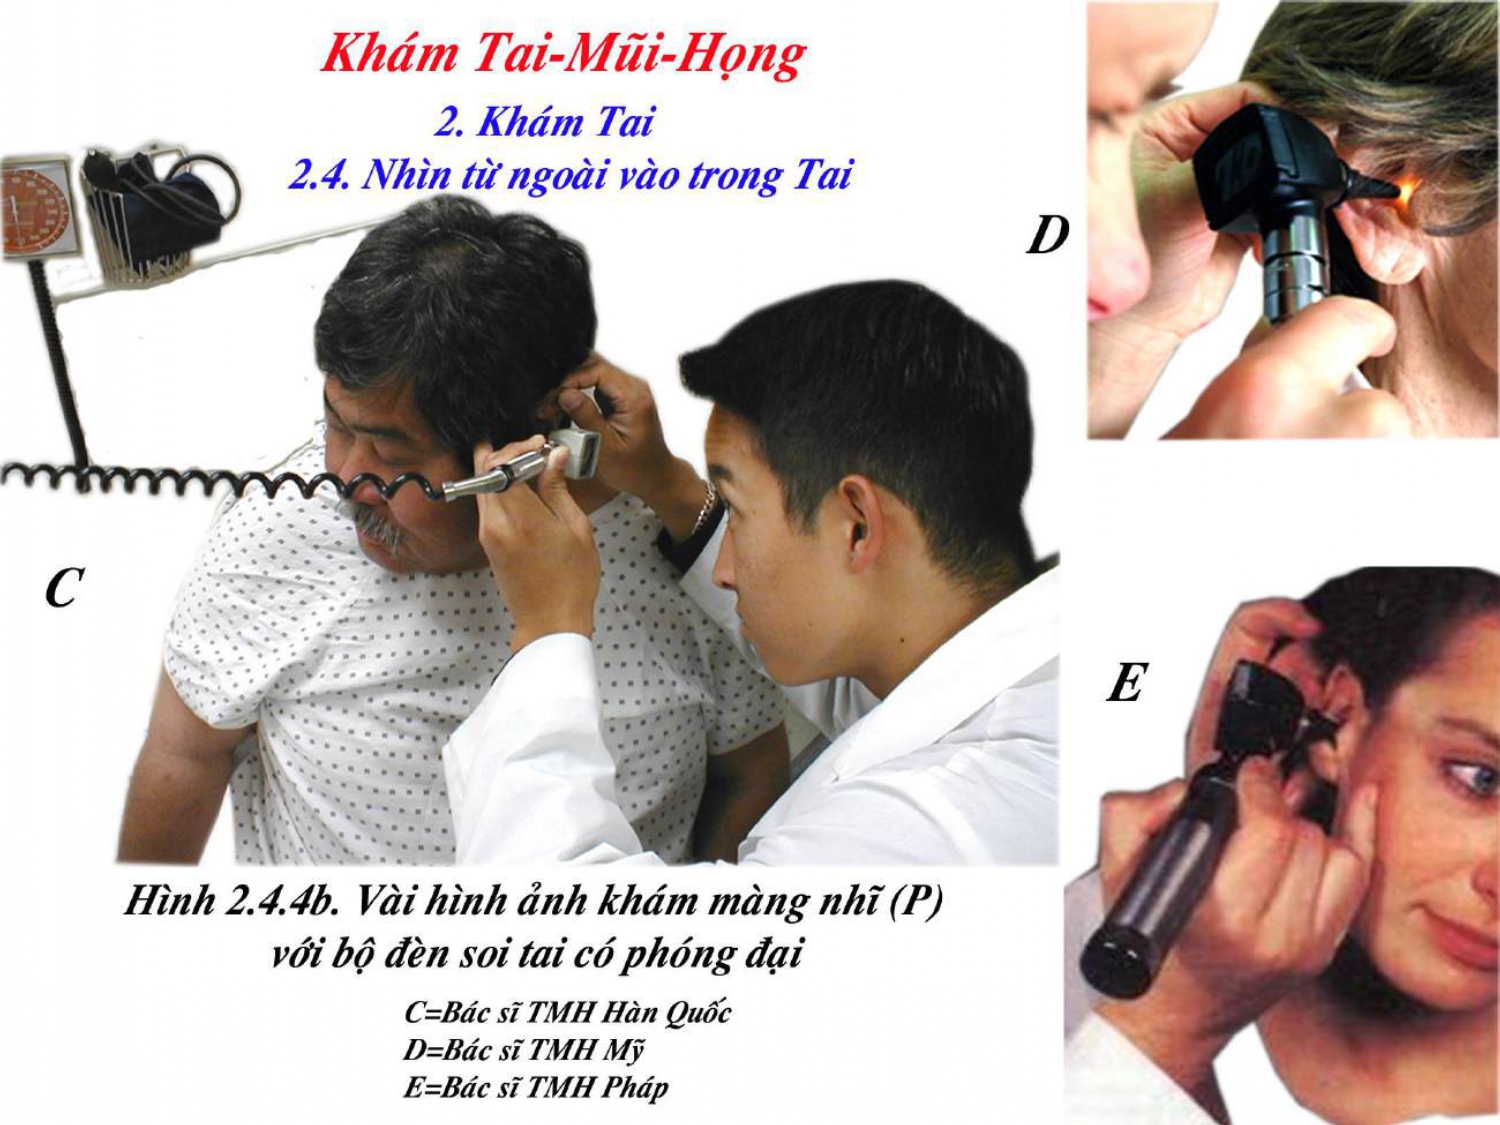 Khám Tai-Mũi-Họng
2. Khám Tai
2.4. Nhìn từ ngoài vào trong Tai
D
C
E
Hình 2.4.4b. Vài hình ảnh khám màng nhĩ (P)
với bộ đèn soi tai có phóng đại
C=Bác sĩ TMH Hàn Quốc
D=Bác sĩ TMH Mỹ
E=Bác sĩ TMH Pháp